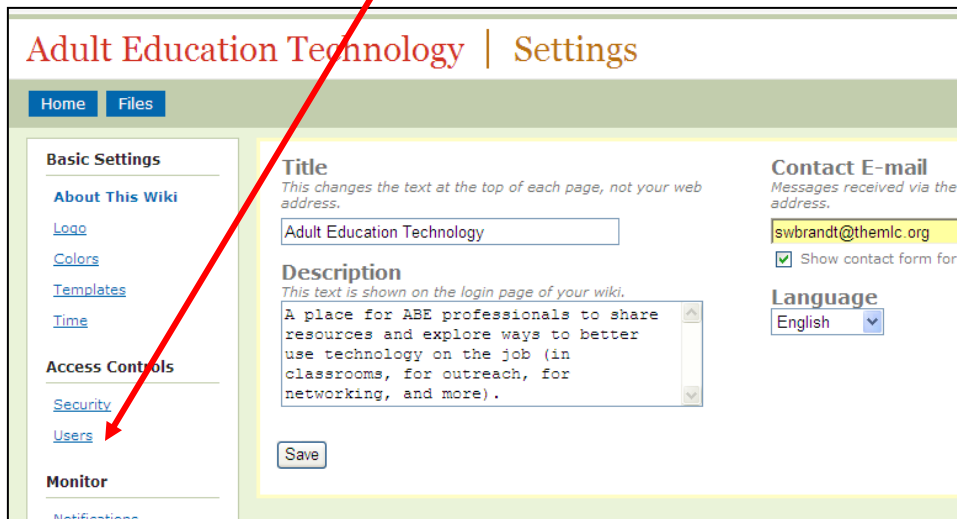 Adult Education Technology | Settings
Home Files
Basic Settings
About This Wiki
Logo
Colors
Templates
Time
Access Controls
Security
Users
Monitor
Notifications
Title
This changes the text at the top of each page, not your web
address.
Adult Education Technology
Description
This text is shown on the login page of your wiki.
A place for ABE professionals to share
resources and explore ways to better
use technology on the job (in
classrooms, for outreach, for
networking, and more).
Save
Contact E-mail
Messages received via the
address.
swbrandt@themlc.org
Show contact form for
Language
English